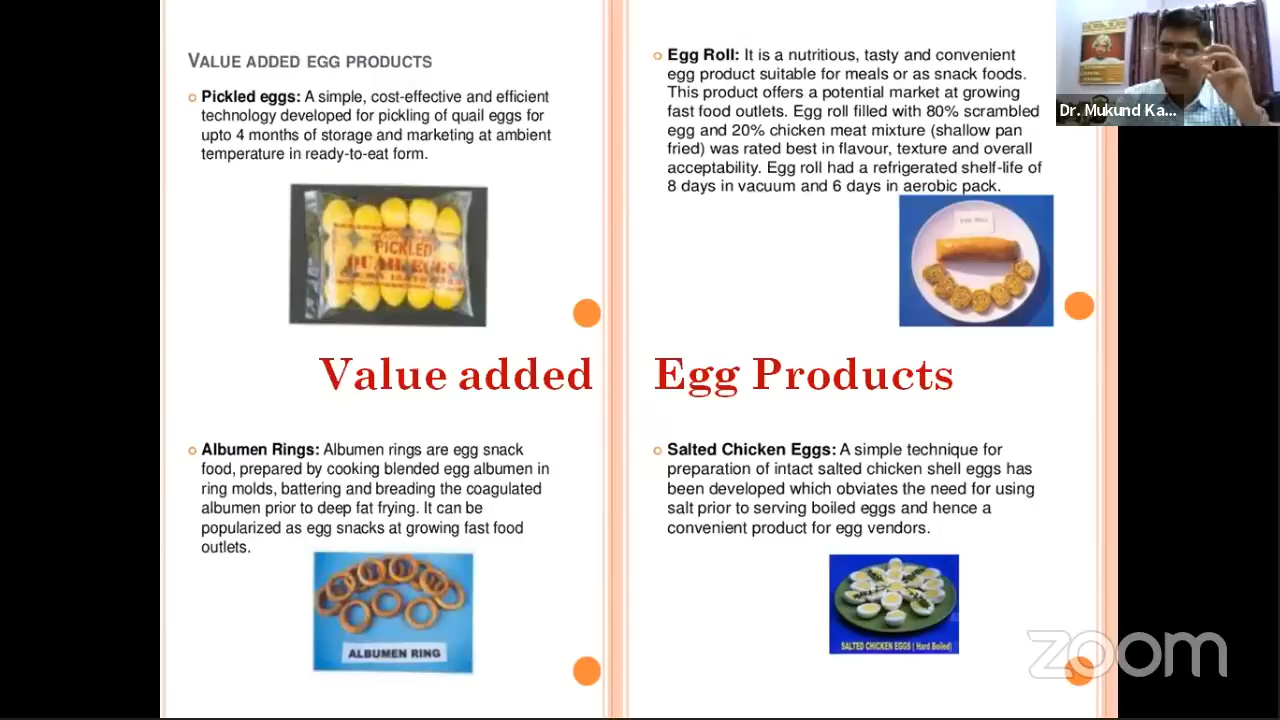 VALUE ADDED EGG PRODUCTS
Pickled eggs: A simple, cost-effective and efficient
technology developed for pickling of quail eggs for
upto 4 months of storage and marketing at ambient
temperature in ready-to-eat form.
PICKLED
QUAIL EGGS
Egg Roll: It is a nutritious, tasty and convenient
egg product suitable for meals or as snack foods.
This product offers a potential market at growing
fast food outlets. Egg roll filled with 80% scrambled
egg and 20% chicken meat mixture (shallow pan
fried) was rated best in flavour, texture and overall
acceptability. Egg roll had a refrigerated shelf-life of
8 days in vacuum and 6 days in aerobic pack.
EGG ROLL
Dr. Mukund Ka...
Value added Egg Products
Albumen Rings: Albumen rings are egg snack
food, prepared by cooking blended egg albumen in
ring molds, battering and breading the coagulated
albumen prior to deep fat frying. It can be
popularized as egg snacks at growing fast food
outlets.
ALBUMEN RING
Salted Chicken Eggs: A simple technique for
preparation of intact salted chicken shell eggs has
been developed which obviates the need for using
salt prior to serving boiled eggs and hence a
convenient product for egg vendors.
SALTED CHICKEN EGGS ( Hard Boiled)
zoom